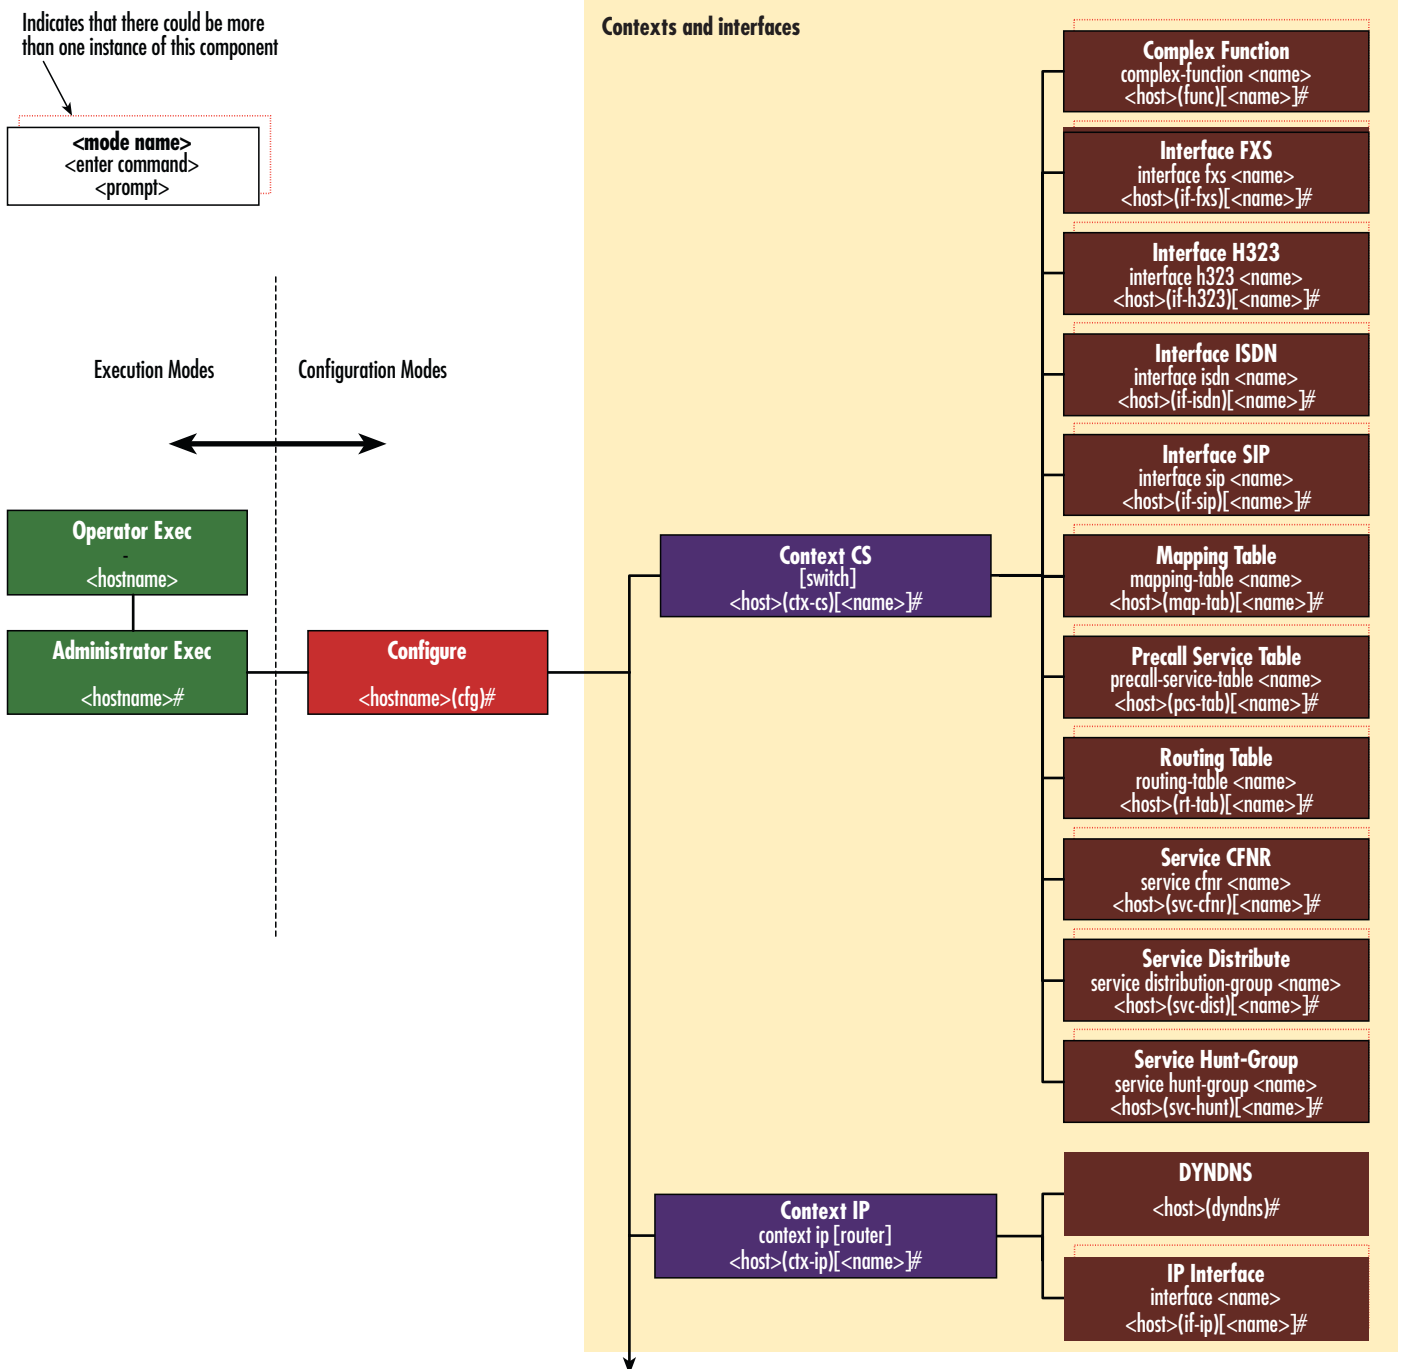 Indicates that there could be more
than one instance of this component
<mode name>
<enter command>
<prompt>
Execution Modes
Configuration Modes
Operator Exec
-
<hostname>
Administrator Exec
<hostname>#
Configure
<hostname>(cfg)#
Contexts and interfaces
Context CS
[switch]
<host>(ctx-cs)[<name>]#
Complex Function
complex-function <name>
<host>(func)[<name>]#
Interface FXS
interface fxs <name>
<host>(if-fxs)[<name>]#
Interface H323
interface h323 <name>
<host>(if-h323)[<name>]#
Interface ISDN
interface isdn <name>
<host>(if-isdn)[<name>]#
Interface SIP
interface sip <name>
<host>(if-sip)[<name>]#
Mapping Table
mapping-table <name>
<host>(map-tab)[<name>]#
Precall Service Table
precall-service-table <name>
<host>(pcs-tab)[<name>]#
Routing Table
routing-table <name>
<host>(rt-tab)[<name>]#
Service CFNR
service cfnr <name>
<host>(svc-cfnr)[<name>]#
Service Distribute
service distribution-group <name>
<host>(svc-dist)[<name>]#
Service Hunt-Group
service hunt-group <name>
<host>(svc-hunt)[<name>]#
Context IP
context ip [router]
<host>(ctx-ip)[<name>]#
DYNDNS
<host>(dyndns)#
IP Interface
interface <name>
<host>(if-ip)[<name>]#